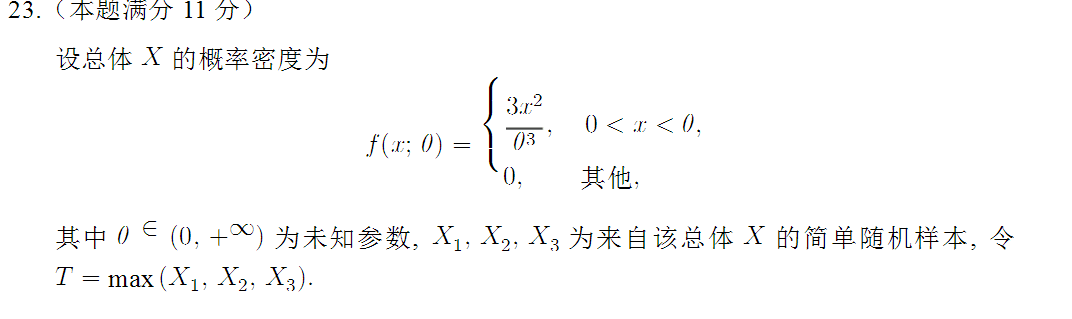 23.（本题满分 11 分）
设总体 X 的概率密度为
f(x; θ) = { 3x²/θ³, 0 < x < θ,
0, 其他,
其中 θ ∈ (0, +∞) 为未知参数, X₁, X₂, X₃ 为来自该总体 X 的简单随机样本, 令
T = max (X₁, X₂, X₃).